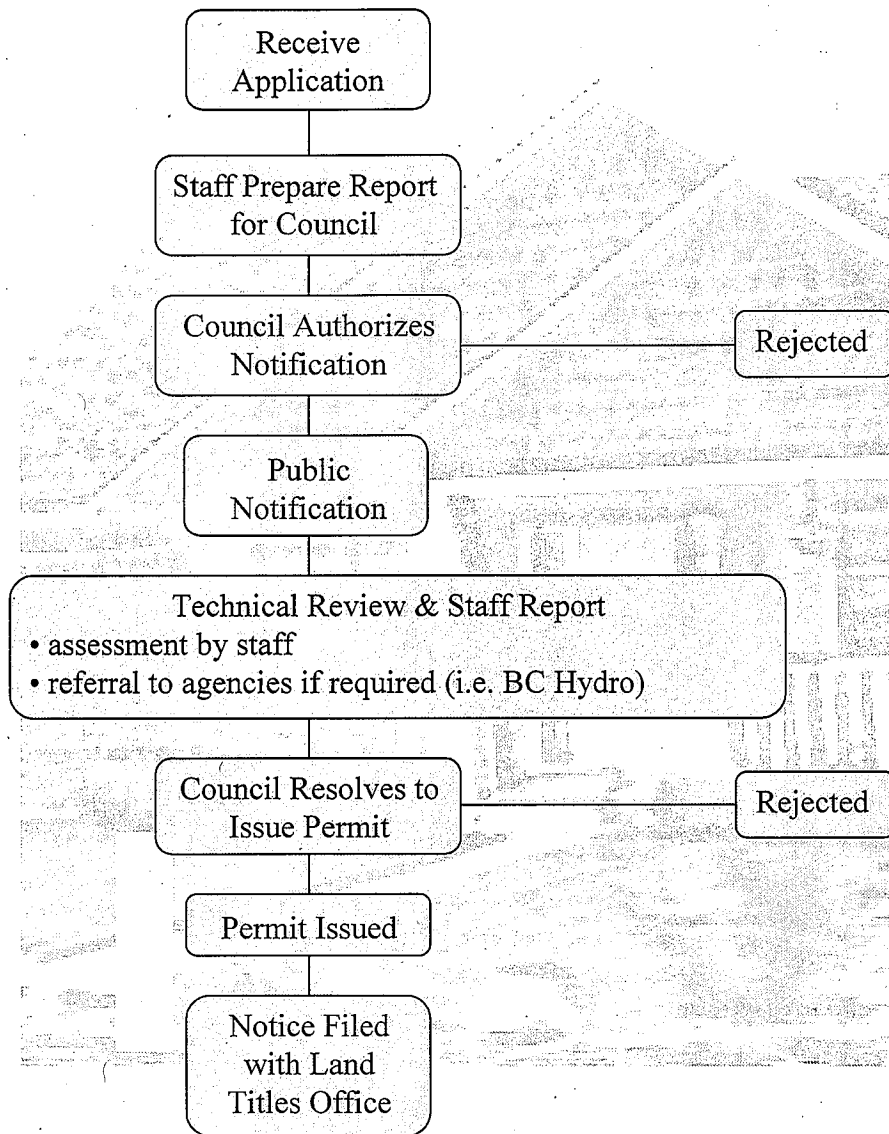 Receive
Application
Staff Prepare Report
for Council
Council Authorizes
Notification
Rejected
Public
Notification
Technical Review & Staff Report
• assessment by staff
• referral to agencies if required (i.e. BC Hydro)
Council Resolves to
Issue Permit
Rejected
Permit Issued
Notice Filed
with Land
Titles Office